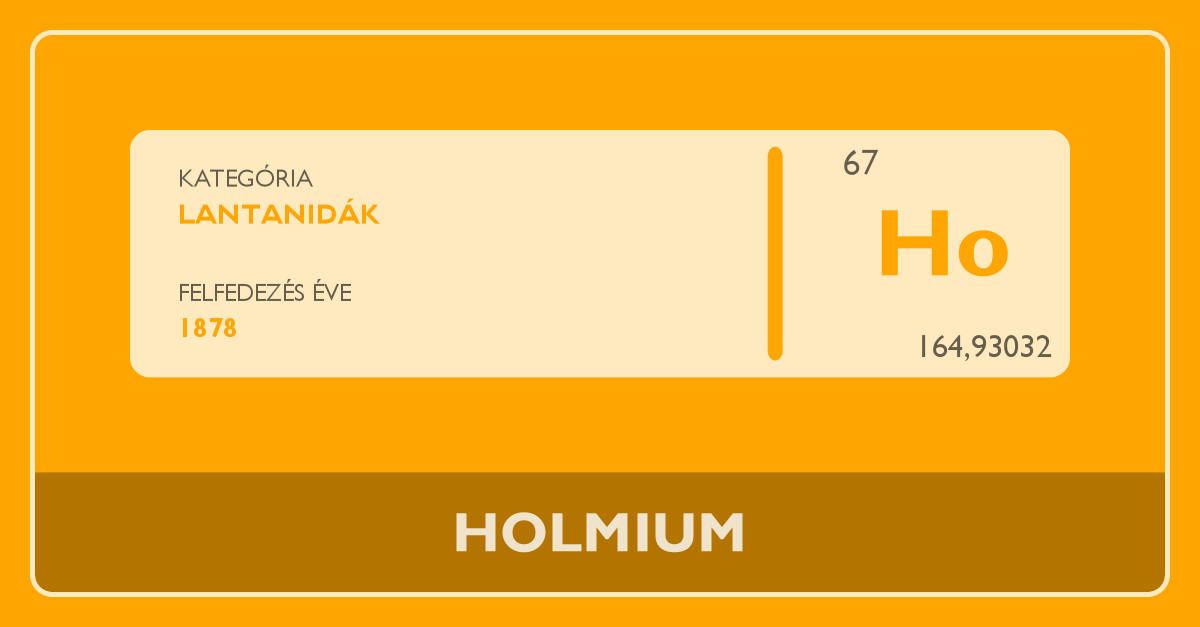 KATEGÓRIA
LANTANIDÁK
FELFEDEZÉS ÉVE
1878
67
Ho
164,93032
HOLMIUM